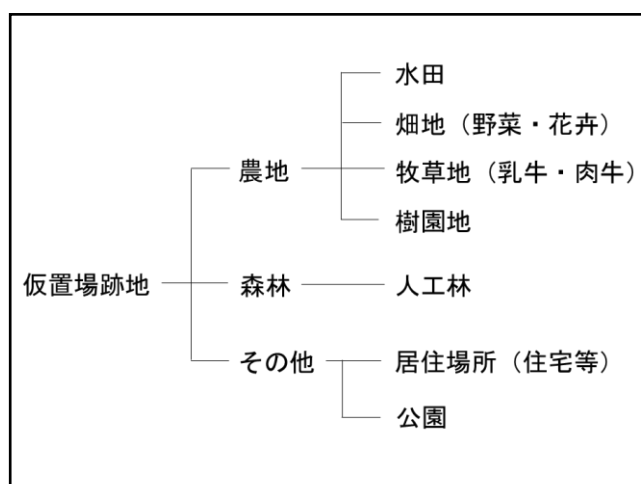 水田
畑地（野菜・花卉）
農地
牧草地（乳牛・肉牛）
樹園地
仮置場跡地
森林
人工林
その他
居住場所（住宅等）
公園